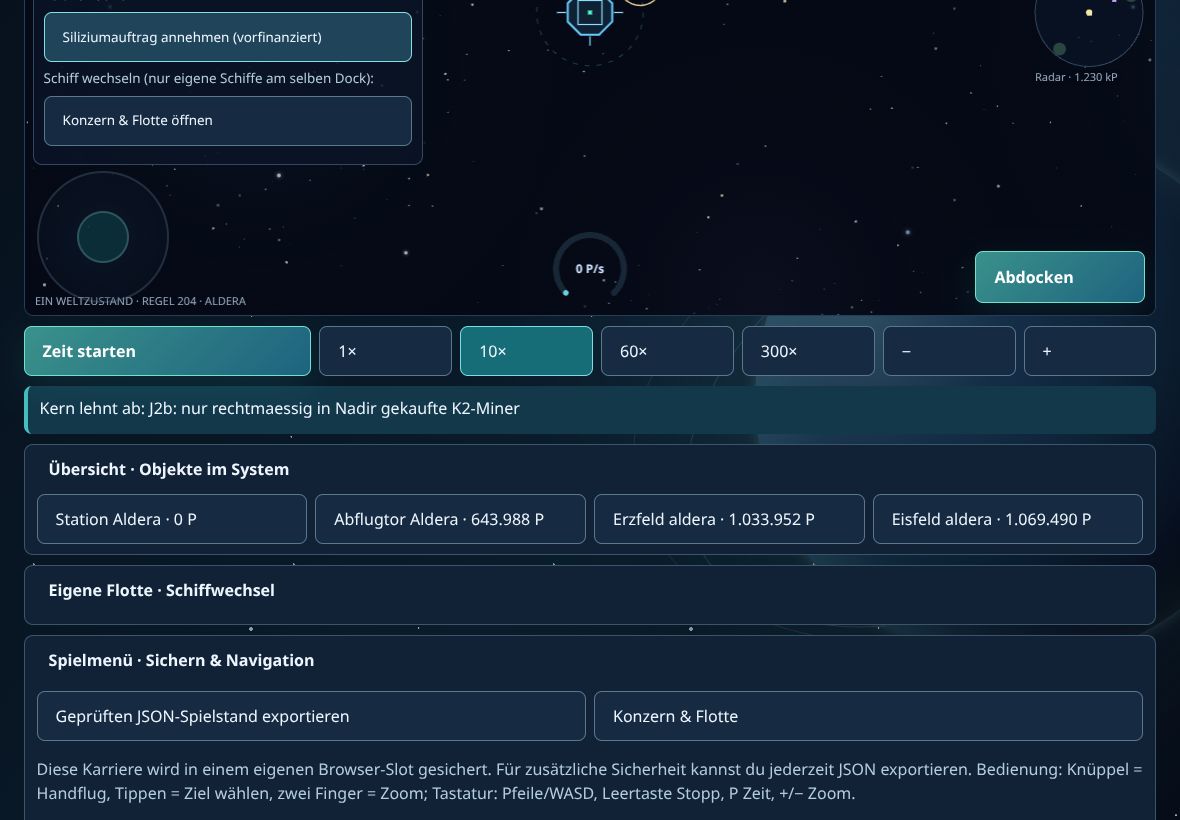 Siliziumauftrag annehmen (vorfinanziert)
Schiff wechseln (nur eigene Schiffe am selben Dock):
Konzern & Flotte öffnen
Radar · 1.230 kP
0 P/s
Abdocken
EIN WELTZUSTAND · REGEL 204 · ALDERA
Zeit starten
1×
10×
60×
300×
−
+
Kern lehnt ab: J2b: nur rechtmaessig in Nadir gekaufte K2-Miner
Übersicht · Objekte im System
Station Aldera · 0 P
Abflugtor Aldera · 643.988 P
Erzfeld aldera · 1.033.952 P
Eisfeld aldera · 1.069.490 P
Eigene Flotte · Schiffwechsel
Spielmenü · Sichern & Navigation
Geprüften JSON-Spielstand exportieren
Konzern & Flotte
Diese Karriere wird in einem eigenen Browser-Slot gesichert. Für zusätzliche Sicherheit kannst du jederzeit JSON exportieren. Bedienung: Knüppel =
Handflug, Tippen = Ziel wählen, zwei Finger = Zoom; Tastatur: Pfeile/WASD, Leertaste Stopp, P Zeit, +/− Zoom.